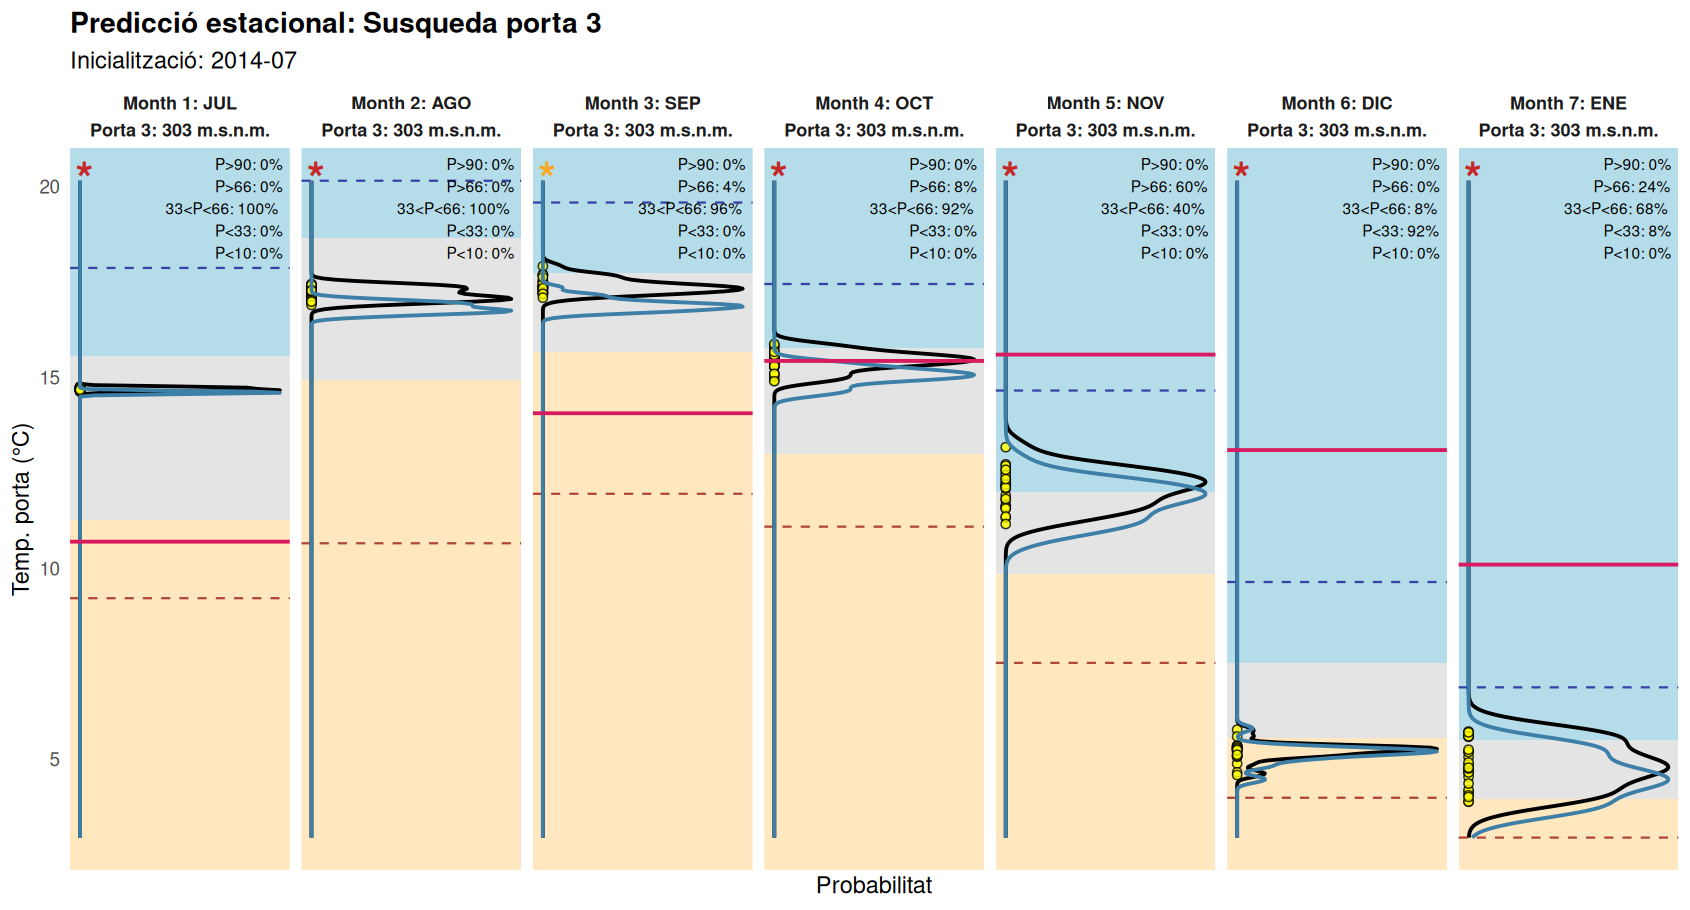 Predicció estacional: Susqueda porta 3
Inicialització: 2014-07
Month 1: JUL
Porta 3: 303 m.s.n.m.
Month 2: AGO
Porta 3: 303 m.s.n.m.
Month 3: SEP
Porta 3: 303 m.s.n.m.
Month 4: OCT
Porta 3: 303 m.s.n.m.
Month 5: NOV
Porta 3: 303 m.s.n.m.
Month 6: DIC
Porta 3: 303 m.s.n.m.
Month 7: ENE
Porta 3: 303 m.s.n.m.
Temp. porta (°C)
20
15
10
5
*
P>90: 0%
P>66: 0%
33<P<66: 100%
P<33: 0%
P<10: 0%
*
P>90: 0%
P>66: 0%
33<P<66: 100%
P<33: 0%
P<10: 0%
*
P>90: 0%
P>66: 4%
33<P<66: 96%
P<33: 0%
P<10: 0%
*
P>90: 0%
P>66: 8%
33<P<66: 92%
P<33: 0%
P<10: 0%
*
P>90: 0%
P>66: 60%
33<P<66: 40%
P<33: 0%
P<10: 0%
*
P>90: 0%
P>66: 0%
33<P<66: 8%
P<33: 92%
P<10: 0%
*
P>90: 0%
P>66: 24%
33<P<66: 68%
P<33: 8%
P<10: 0%
Probabilitat